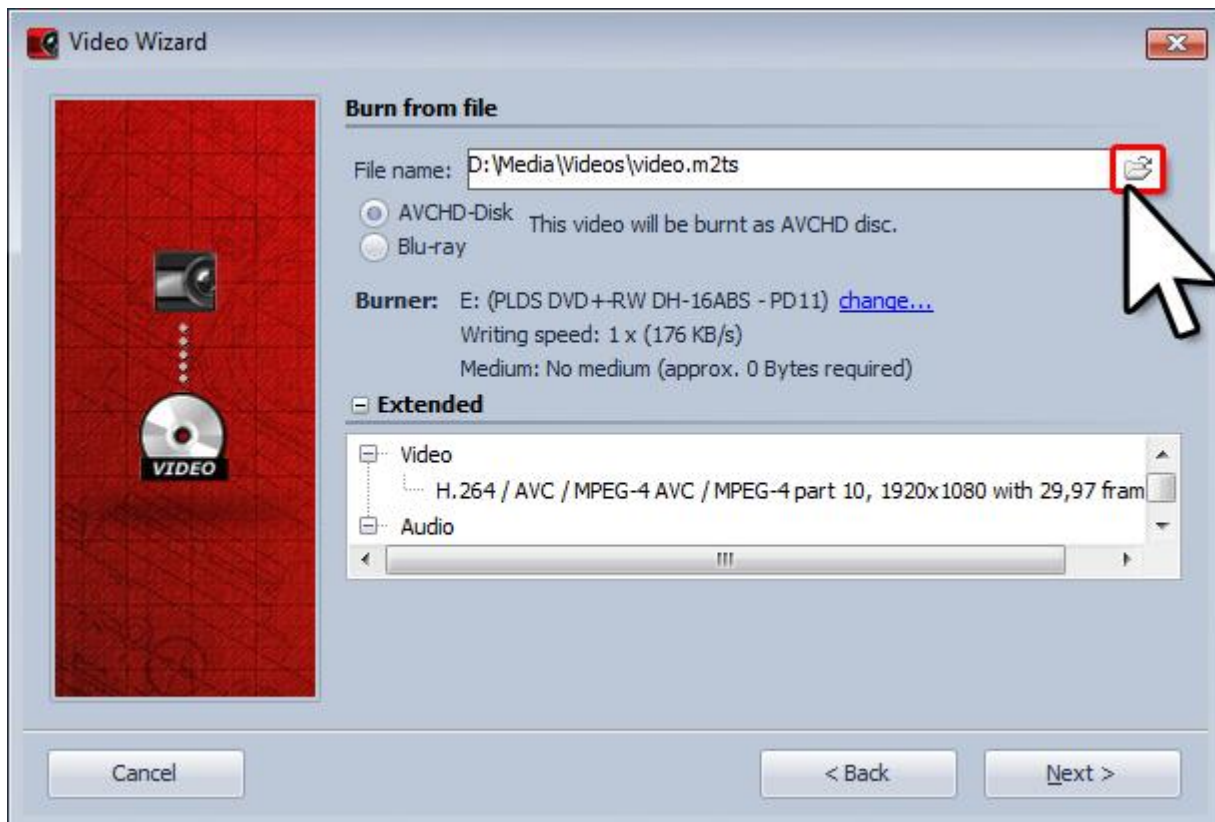 Video Wizard
Burn from file
File name: D:\Media\Videos\video.m2ts
AVCHD-Disk This video will be burnt as AVCHD disc.
Blu-ray
Burner: E: (PLDS DVD+-RW DH-16ABS - PD11) change...
Writing speed: 1 x (176 KB/s)
Medium: No medium (approx. 0 Bytes required)
Extended
Video
H.264 / AVC / MPEG-4 AVC / MPEG-4 part 10, 1920x1080 with 29,97 fram
Audio
VIDEO
Cancel < Back Next >